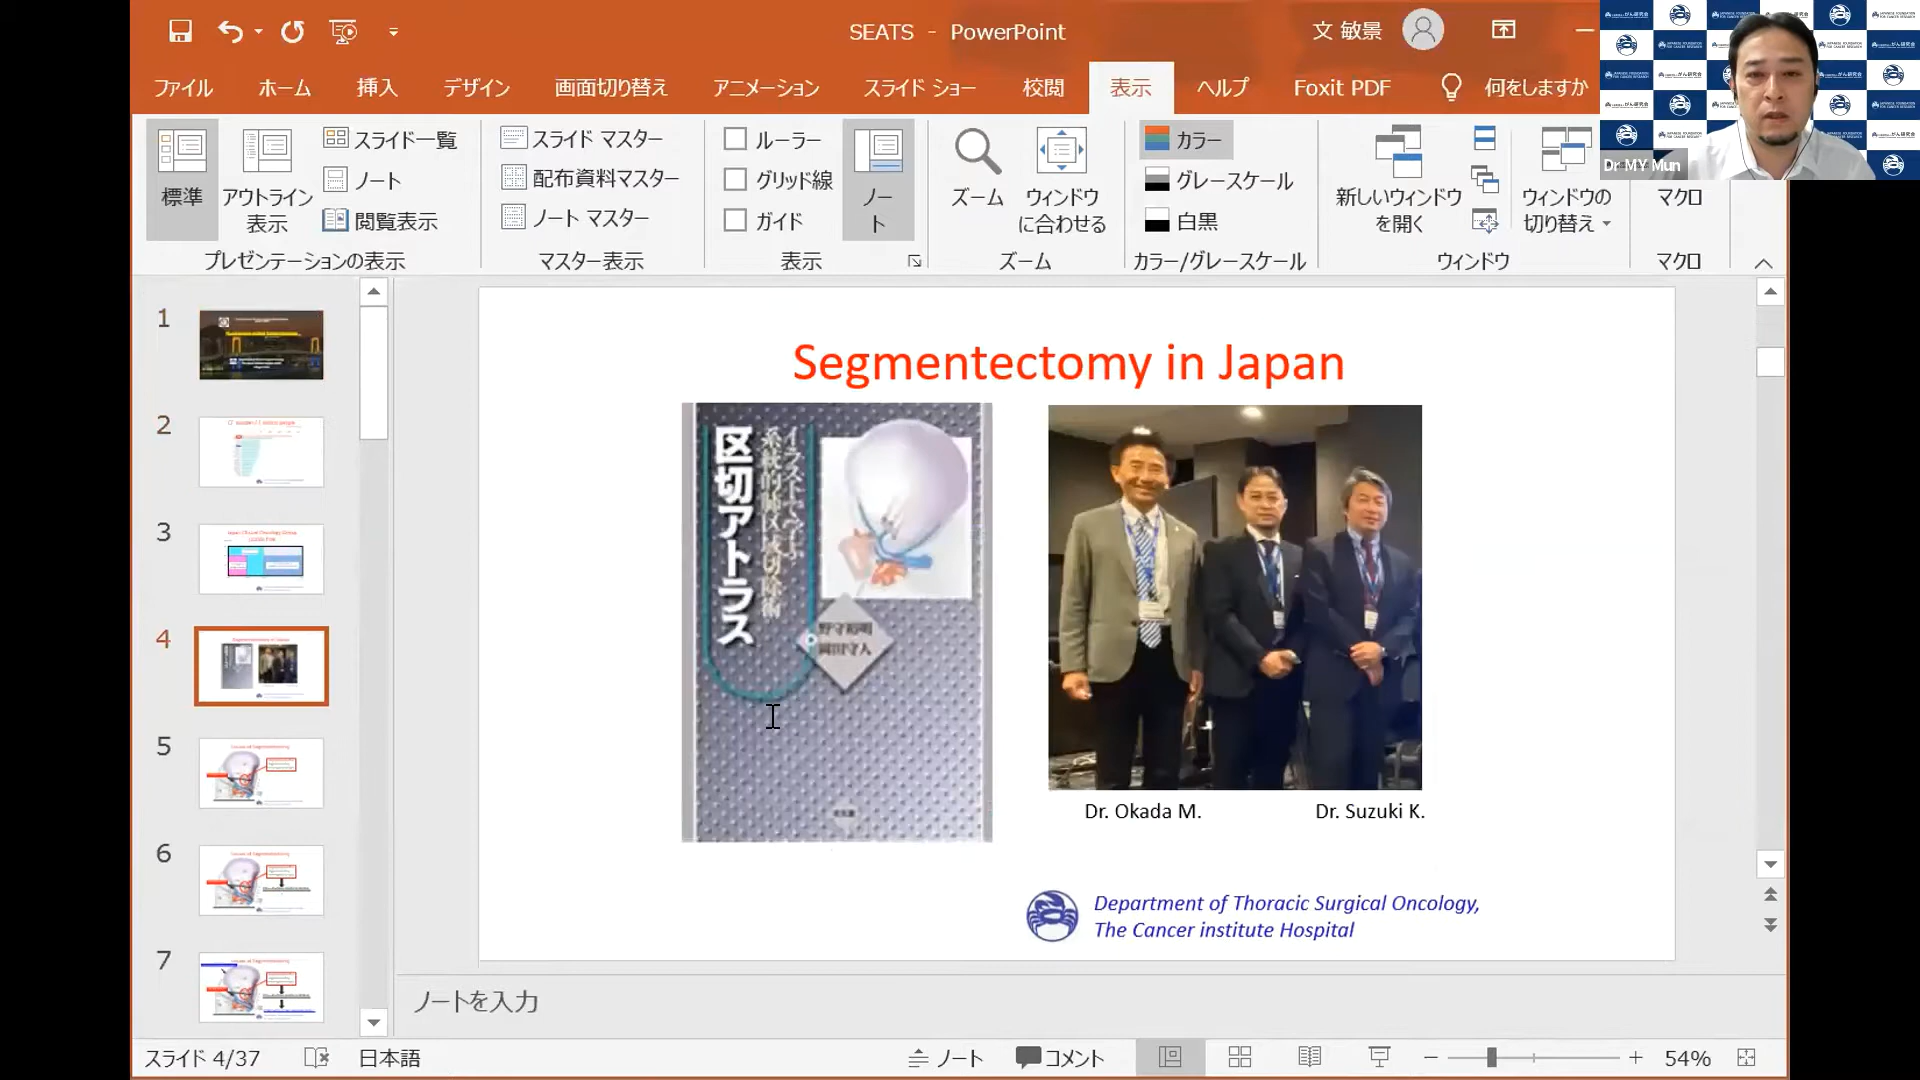 SEATS - PowerPoint
文 敏景
ファイル
ホーム
挿入
デザイン
画面切り替え
アニメーション
スライド ショー
校閲
表示
ヘルプ
Foxit PDF
何をしますか
Dr MY Mun
標準
アウトライン
表示
スライド一覧
ノート
閲覧表示
プレゼンテーションの表示
スライド マスター
配布資料マスター
ノート マスター
マスター表示
ルーラー
グリッド線
ガイド
ノー
ト
表示
ズーム
ウィンドウ
に合わせる
ズーム
カラー
グレースケール
白黒
カラー/グレースケール
新しいウィンドウ
を開く
ウィンドウの
切り替え
ウィンドウ
マクロ
マクロ
1
2
3
4
5
6
7
Segmentectomy in Japan
イラストで学ぶ
系統的肺区域切除術
区切アトラス
野守裕明
岡田守人
Dr. Okada M.
Dr. Suzuki K.
Department of Thoracic Surgical Oncology,
The Cancer institute Hospital
ノートを入力
スライド 4/37
日本語
ノート
コメント
54%